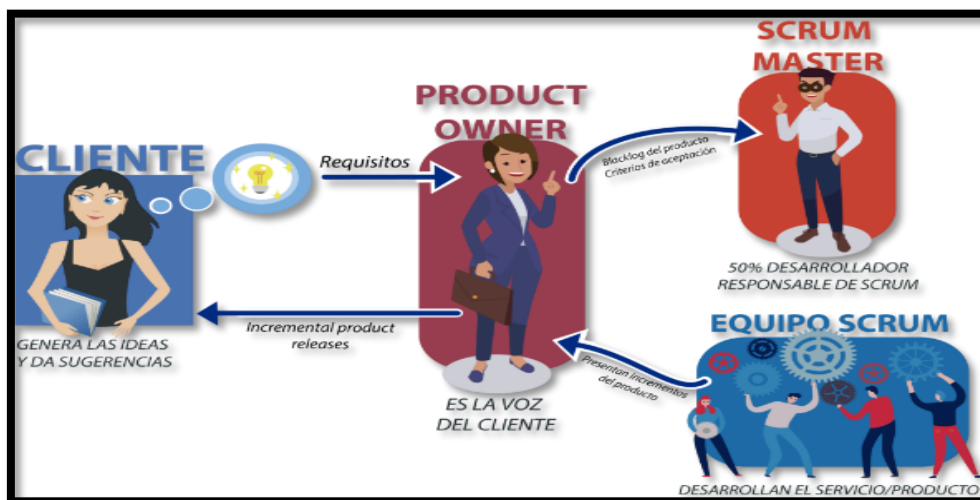 CLIENTE
GENERA LAS IDEAS
Y DA SUGERENCIAS
Requisitos
Incremental product
releases
PRODUCT
OWNER
ES LA VOZ
DEL CLIENTE
Blacklog del producto
Criterios de aceptación
SCRUM
MASTER
50% DESARROLLADOR
RESPONSABLE DE SCRUM
EQUIPO SCRUM
Presentan incrementos
del producto
DESARROLLAN EL SERVICIO/PRODUCTO